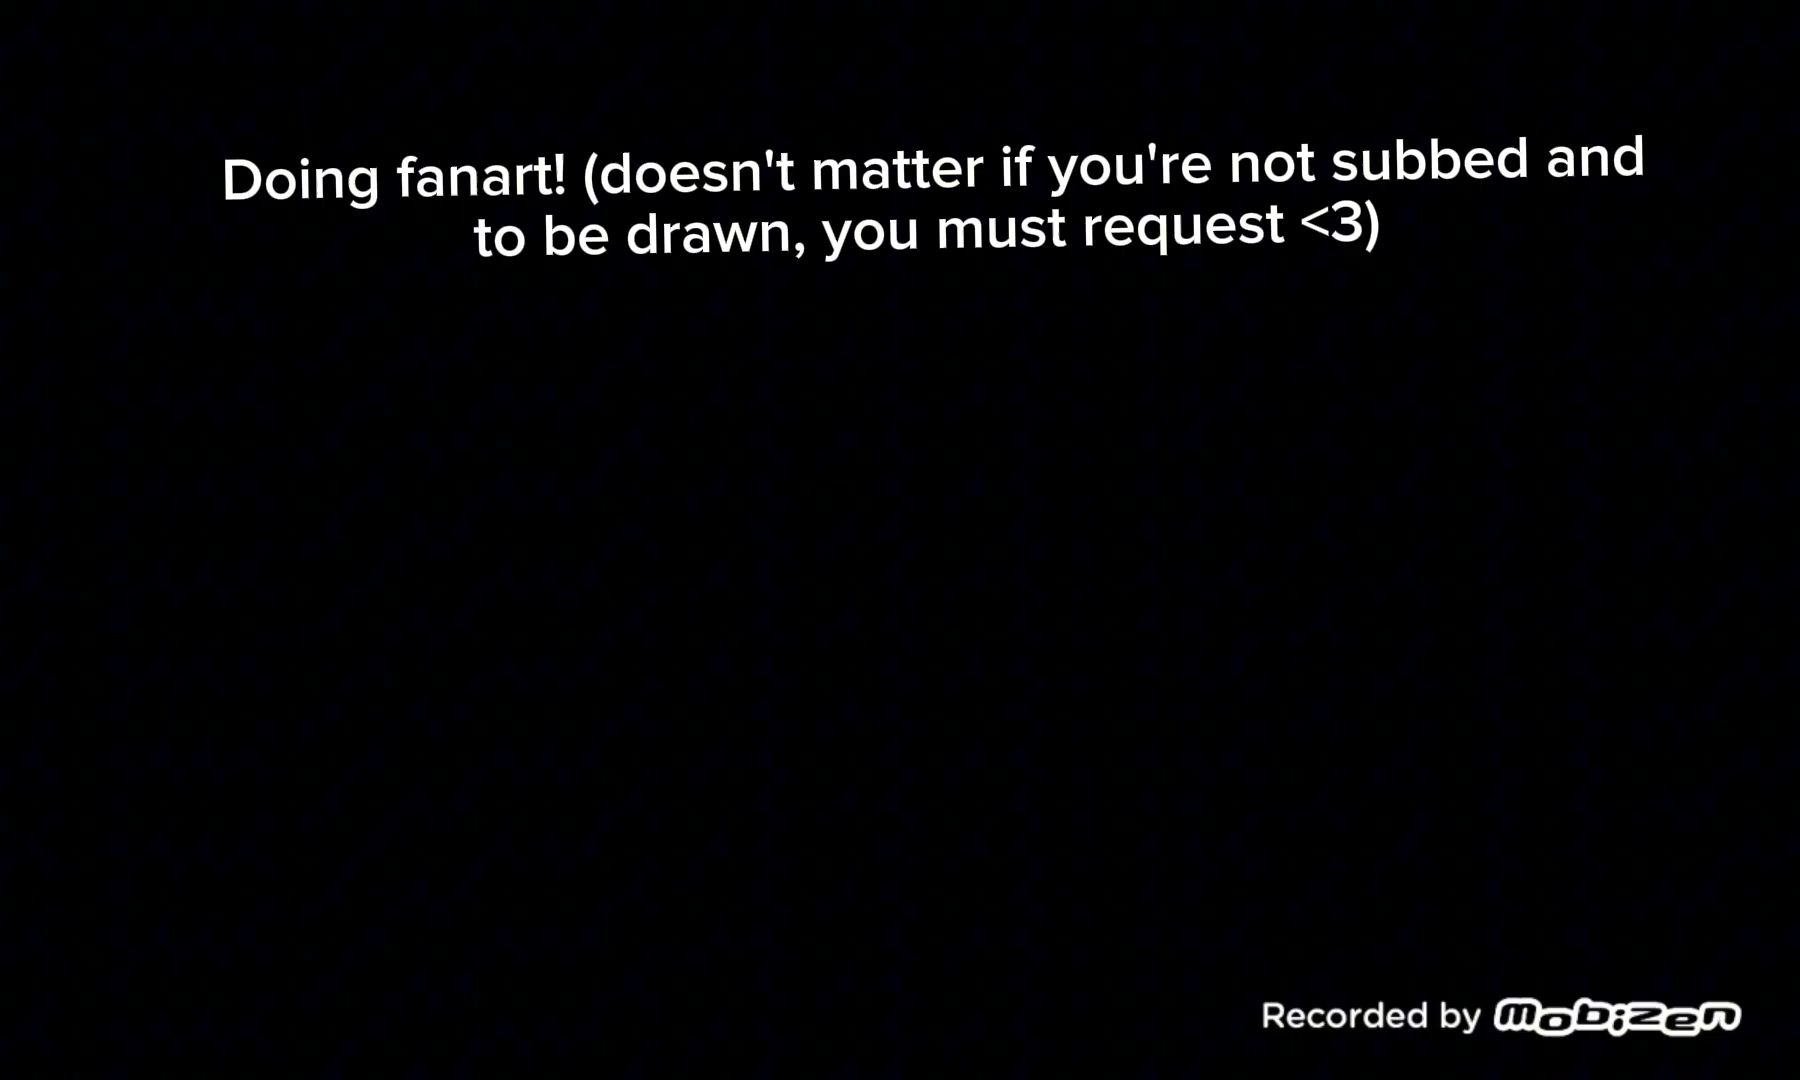 Doing fanart! (doesn't matter if you're not subbed and
to be drawn, you must request <3)
Recorded by mobizen